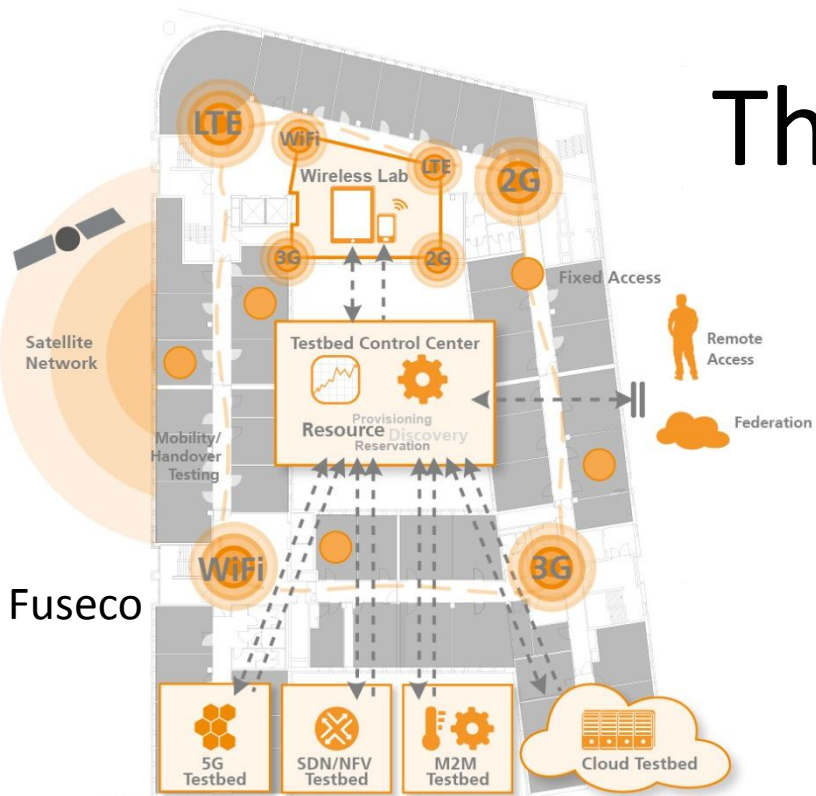 Th
LTE
WiFi
LTE
2G
Wireless Lab
3G
2G
Fixed Access
Satellite
Network
Testbed Control Center
Remote
Access
Provisioning
Resource Discovery
Reservation
Federation
Mobility/
Handover
Testing
WiFi
3G
Fuseco
5G
Testbed
SDN/NFV
Testbed
M2M
Testbed
Cloud Testbed